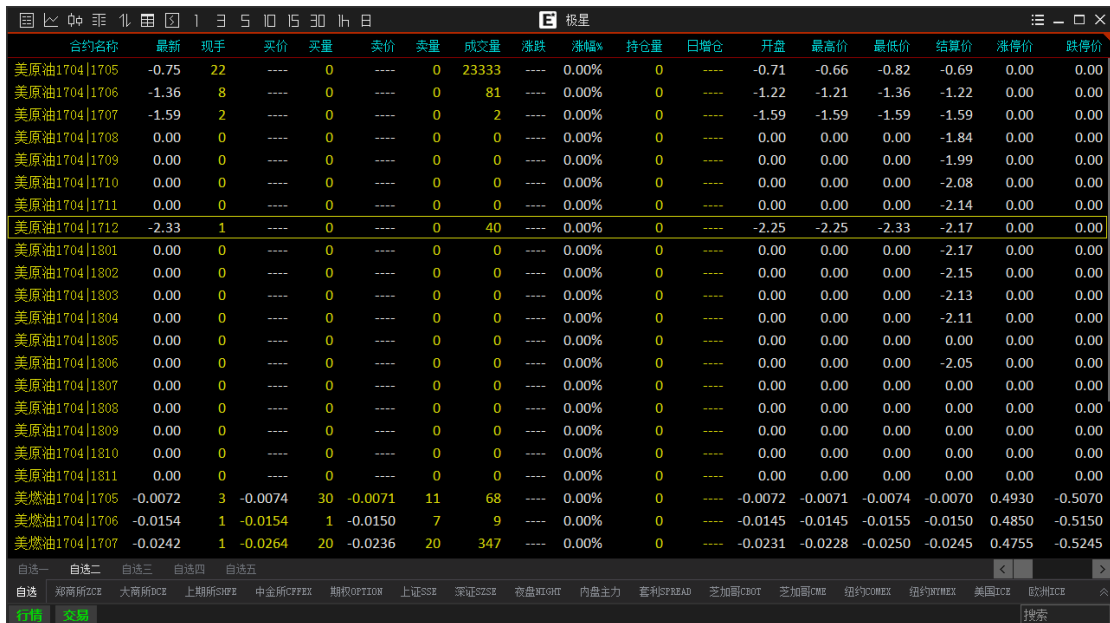 1 3 5 10 15 30 1h 日 极星
合约名称 最新 现手 买价 买量 卖价 卖量 成交量 涨跌 涨幅% 持仓量 日增仓 开盘 最高价 最低价 结算价 涨停价 跌停价
美原油1704|1705 -0.75 22 ---- 0 ---- 0 23333 ---- 0.00% 0 ---- -0.71 -0.66 -0.82 -0.69 0.00 0.00
美原油1704|1706 -1.36 8 ---- 0 ---- 0 81 ---- 0.00% 0 ---- -1.22 -1.21 -1.36 -1.22 0.00 0.00
美原油1704|1707 -1.59 2 ---- 0 ---- 0 2 ---- 0.00% 0 ---- -1.59 -1.59 -1.59 -1.59 0.00 0.00
美原油1704|1708 0.00 0 ---- 0 ---- 0 0 ---- 0.00% 0 ---- 0.00 0.00 0.00 -1.84 0.00 0.00
美原油1704|1709 0.00 0 ---- 0 ---- 0 0 ---- 0.00% 0 ---- 0.00 0.00 0.00 -1.99 0.00 0.00
美原油1704|1710 0.00 0 ---- 0 ---- 0 0 ---- 0.00% 0 ---- 0.00 0.00 0.00 -2.08 0.00 0.00
美原油1704|1711 0.00 0 ---- 0 ---- 0 0 ---- 0.00% 0 ---- 0.00 0.00 0.00 -2.14 0.00 0.00
美原油1704|1712 -2.33 1 ---- 0 ---- 0 40 ---- 0.00% 0 ---- -2.25 -2.25 -2.33 -2.17 0.00 0.00
美原油1704|1801 0.00 0 ---- 0 ---- 0 0 ---- 0.00% 0 ---- 0.00 0.00 0.00 -2.17 0.00 0.00
美原油1704|1802 0.00 0 ---- 0 ---- 0 0 ---- 0.00% 0 ---- 0.00 0.00 0.00 -2.15 0.00 0.00
美原油1704|1803 0.00 0 ---- 0 ---- 0 0 ---- 0.00% 0 ---- 0.00 0.00 0.00 -2.13 0.00 0.00
美原油1704|1804 0.00 0 ---- 0 ---- 0 0 ---- 0.00% 0 ---- 0.00 0.00 0.00 -2.11 0.00 0.00
美原油1704|1805 0.00 0 ---- 0 ---- 0 0 ---- 0.00% 0 ---- 0.00 0.00 0.00 0.00 0.00 0.00
美原油1704|1806 0.00 0 ---- 0 ---- 0 0 ---- 0.00% 0 ---- 0.00 0.00 0.00 -2.05 0.00 0.00
美原油1704|1807 0.00 0 ---- 0 ---- 0 0 ---- 0.00% 0 ---- 0.00 0.00 0.00 0.00 0.00 0.00
美原油1704|1808 0.00 0 ---- 0 ---- 0 0 ---- 0.00% 0 ---- 0.00 0.00 0.00 0.00 0.00 0.00
美原油1704|1809 0.00 0 ---- 0 ---- 0 0 ---- 0.00% 0 ---- 0.00 0.00 0.00 0.00 0.00 0.00
美原油1704|1810 0.00 0 ---- 0 ---- 0 0 ---- 0.00% 0 ---- 0.00 0.00 0.00 0.00 0.00 0.00
美原油1704|1811 0.00 0 ---- 0 ---- 0 0 ---- 0.00% 0 ---- 0.00 0.00 0.00 0.00 0.00 0.00
美燃油1704|1705 -0.0072 3 -0.0074 30 -0.0071 11 68 ---- 0.00% 0 ---- -0.0072 -0.0071 -0.0074 -0.0070 0.4930 -0.5070
美燃油1704|1706 -0.0154 1 -0.0154 1 -0.0150 7 9 ---- 0.00% 0 ---- -0.0145 -0.0145 -0.0155 -0.0150 0.4850 -0.5150
美燃油1704|1707 -0.0242 1 -0.0264 20 -0.0236 20 347 ---- 0.00% 0 ---- -0.0231 -0.0228 -0.0250 -0.0245 0.4755 -0.5245
自选一 自选二 自选三 自选四 自选五
自选 郑商所ZCE 大商所DCE 上期所SHFE 中金所CFFEX 期权OPTION 上证SSE 深证SZSE 夜盘NIGHT 内盘主力 套利SPREAD 芝加哥CBOT 芝加哥CME 纽约COMEX 纽约NYMEX 美国ICE 欧洲ICE
行情 交易 搜索